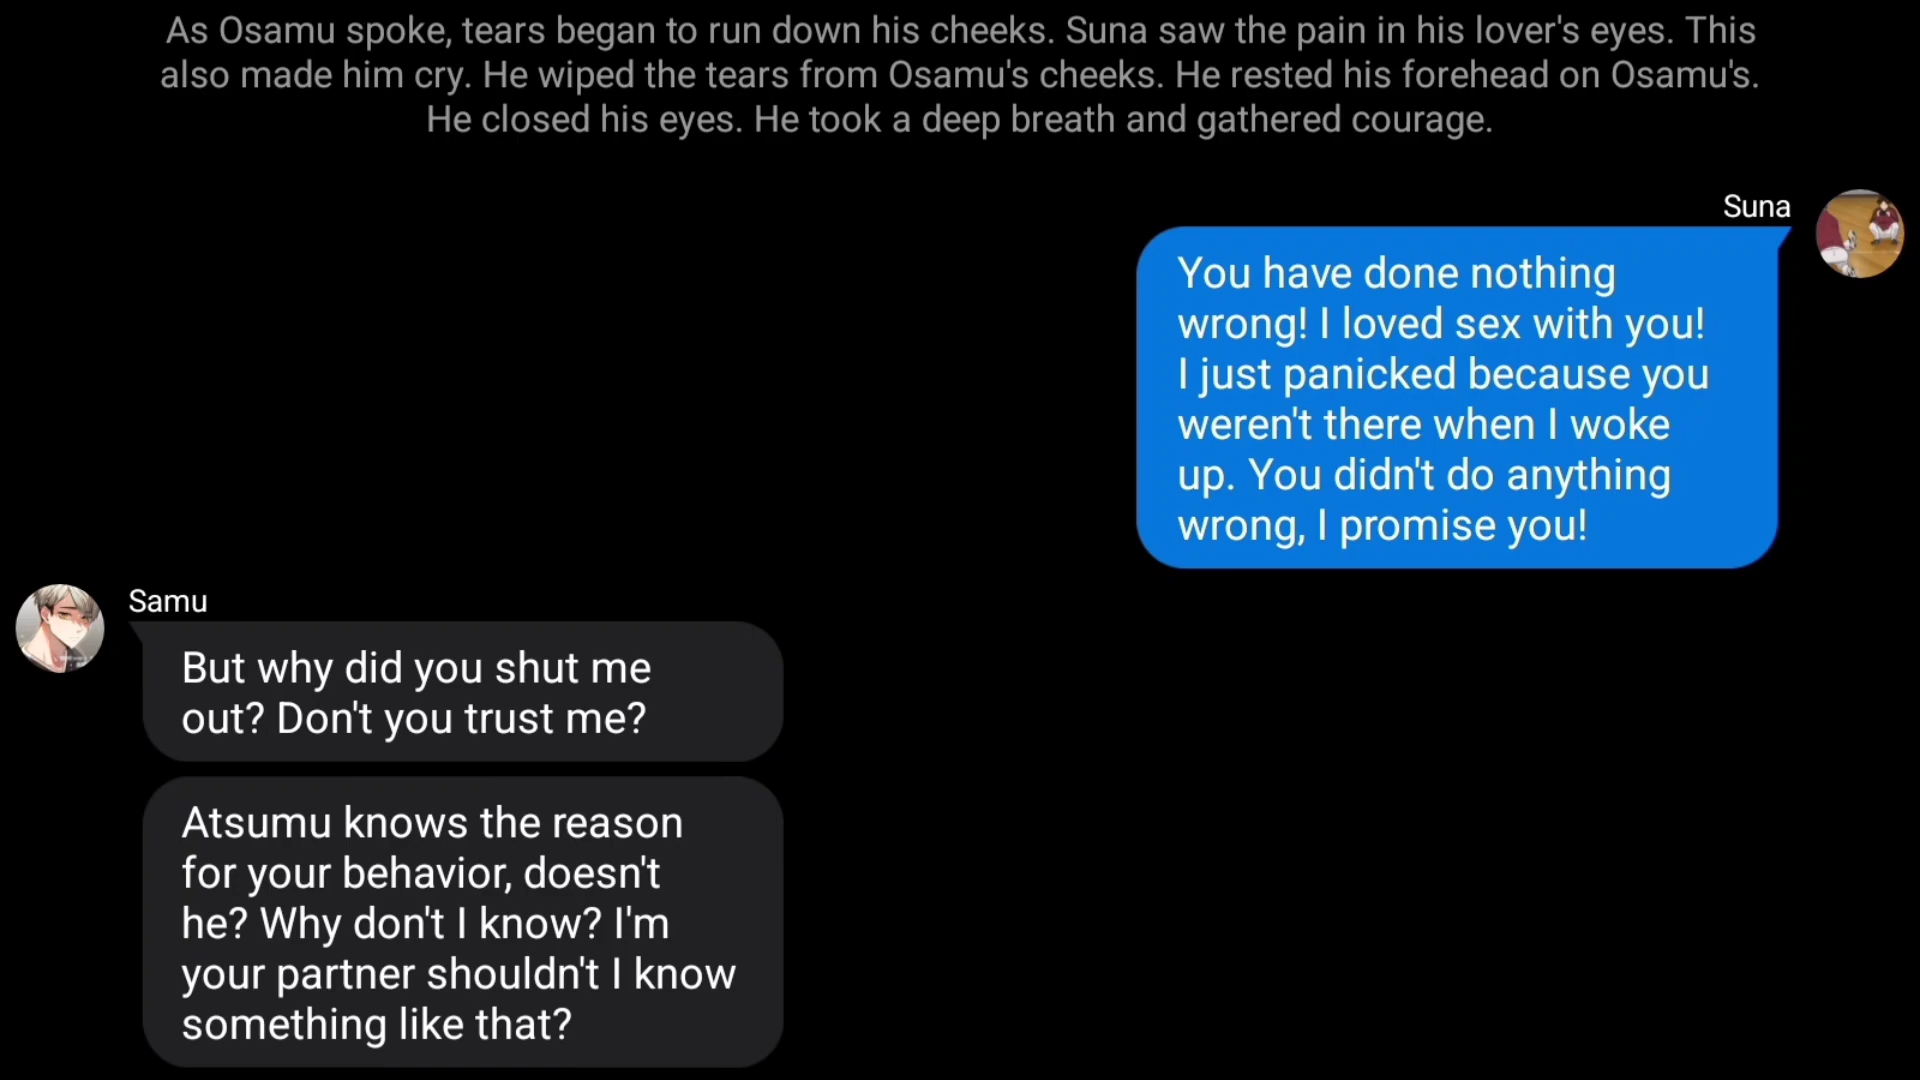 As Osamu spoke, tears began to run down his cheeks. Suna saw the pain in his lover's eyes. This
also made him cry. He wiped the tears from Osamu's cheeks. He rested his forehead on Osamu's.
He closed his eyes. He took a deep breath and gathered courage.
Suna
You have done nothing
wrong! I loved sex with you!
I just panicked because you
weren't there when I woke
up. You didn't do anything
wrong, I promise you!
Samu
But why did you shut me
out? Don't you trust me?
Atsumu knows the reason
for your behavior, doesn't
he? Why don't I know? I'm
your partner shouldn't I know
something like that?